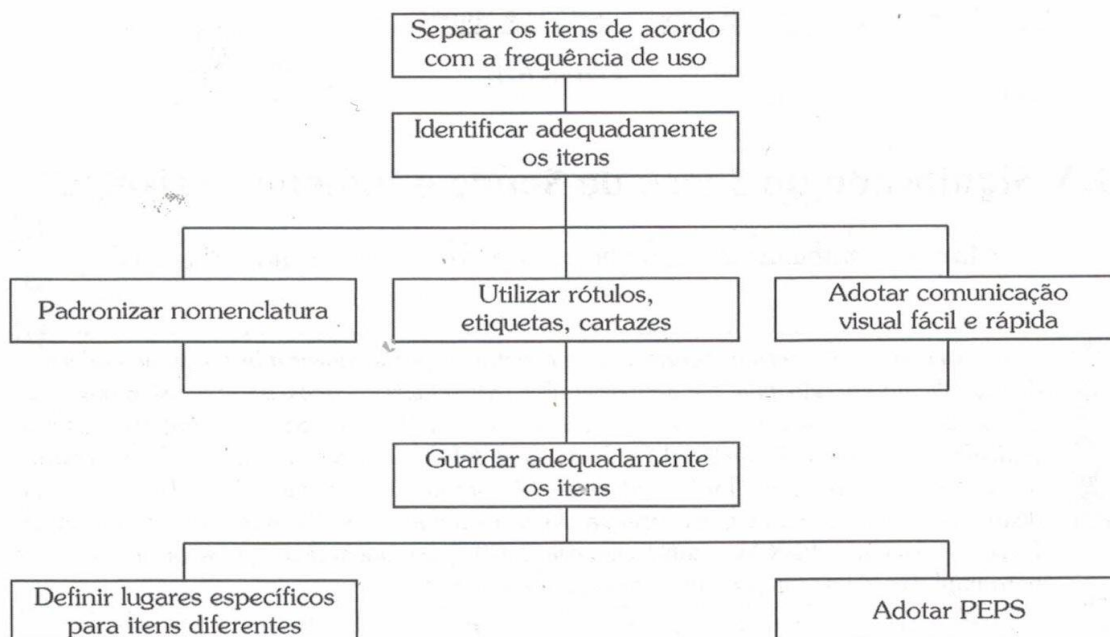 Separar os itens de acordo
com a frequência de uso
Identificar adequadamente
os itens
Padronizar nomenclatura
Utilizar rótulos,
etiquetas, cartazes
Adotar comunicação
visual fácil e rápida
Guardar adequadamente
os itens
Definir lugares específicos
para itens diferentes
Adotar PEPS